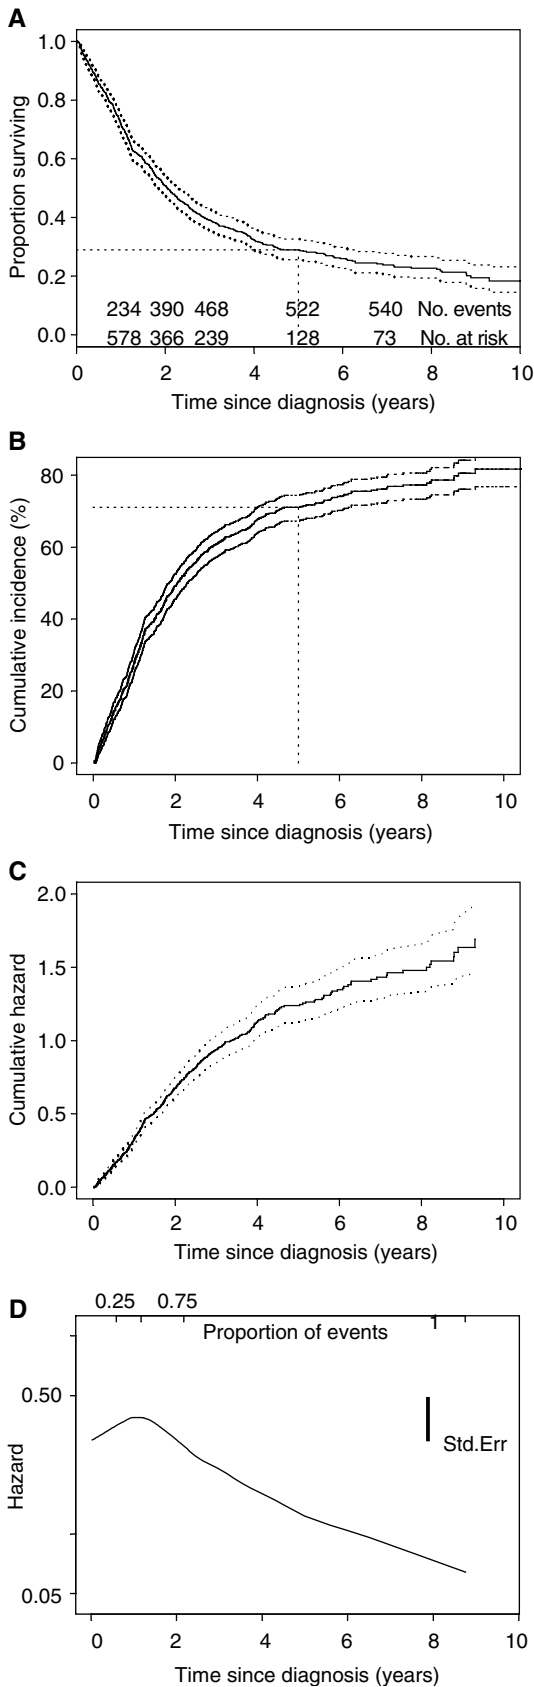 A
Proportion surviving
1.0
0.8
0.6
0.4
0.2
0.0
234 390 468 522 540 No. events
578 366 239 128 73 No. at risk
0 2 4 6 8 10
Time since diagnosis (years)
B
Cumulative incidence (%)
80
60
40
20
0
0 2 4 6 8 10
Time since diagnosis (years)
C
Cumulative hazard
2.0
1.5
1.0
0.5
0.0
0 2 4 6 8 10
Time since diagnosis (years)
D
0.25 0.75
1
Proportion of events
Hazard
0.50
Std.Err
0.05
0 2 4 6 8 10
Time since diagnosis (years)